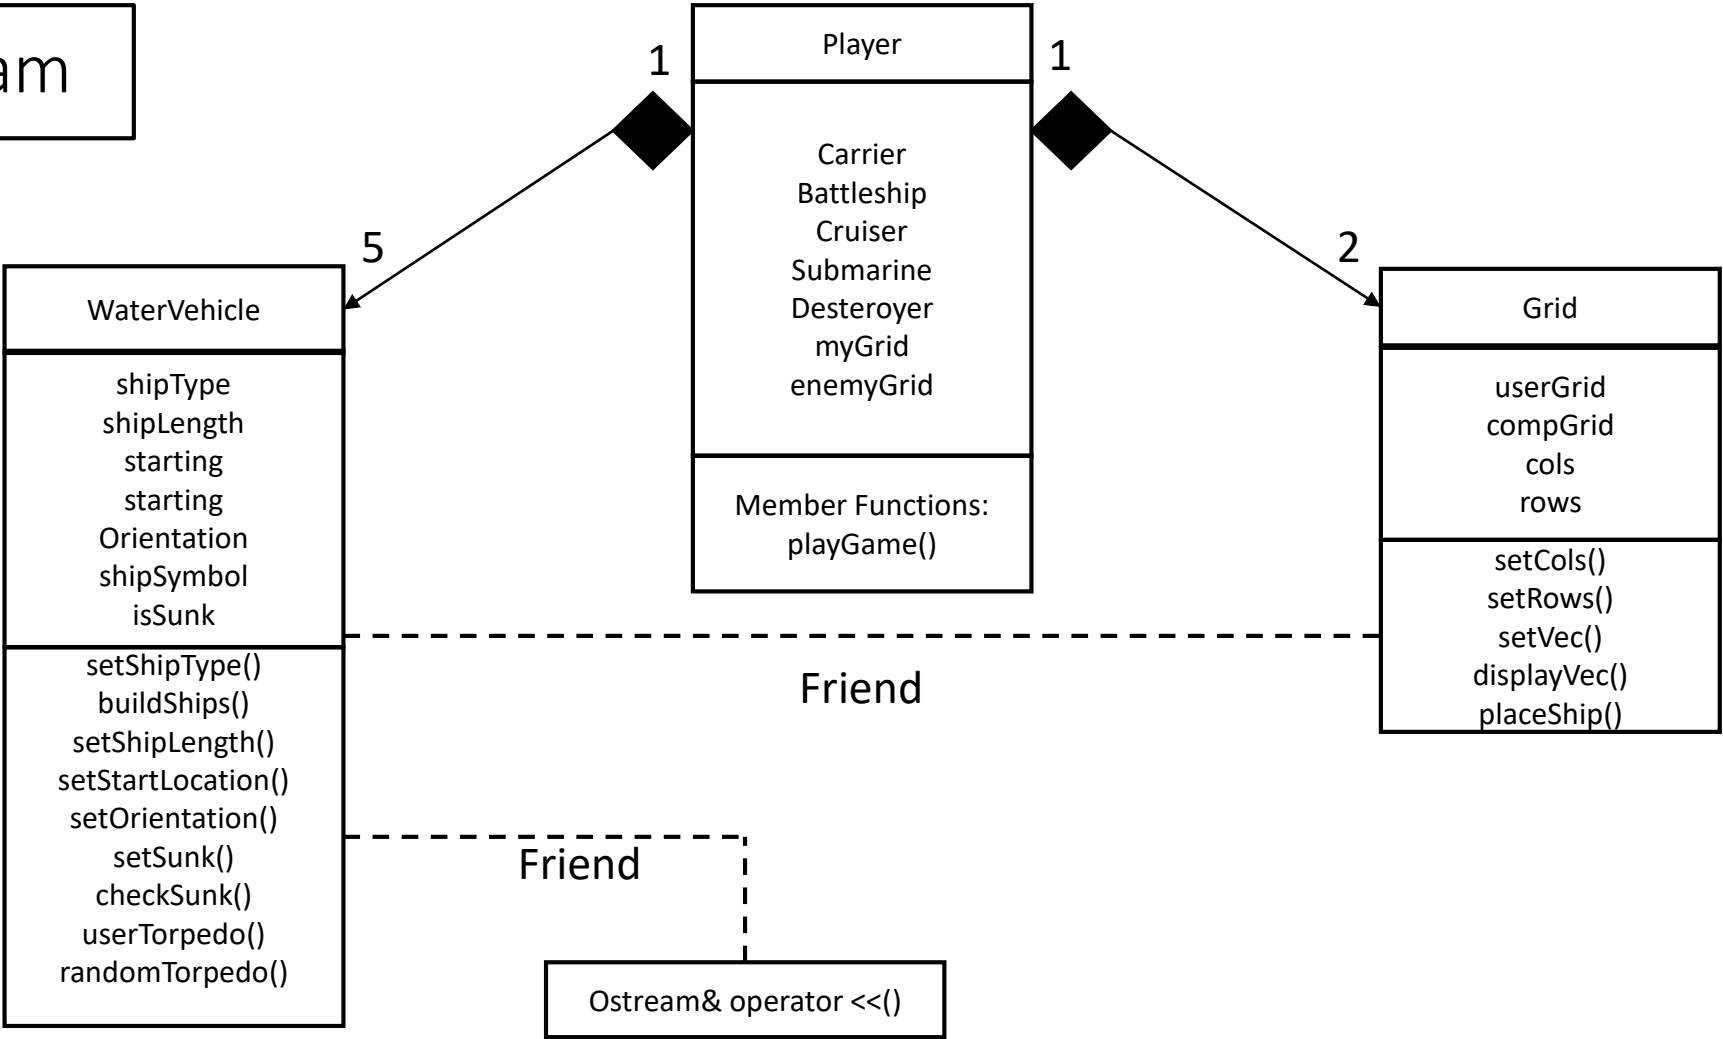 am
1
Player
1
Carrier
Battleship
Cruiser
Submarine
Desteroyer
myGrid
enemyGrid
Member Functions:
playGame()
5
2
WaterVehicle
shipType
shipLength
starting
starting
Orientation
shipSymbol
isSunk
setShipType()
buildShips()
setShipLength()
setStartLocation()
setOrientation()
setSunk()
checkSunk()
userTorpedo()
randomTorpedo()
Grid
userGrid
compGrid
cols
rows
setCols()
setRows()
setVec()
displayVec()
placeShip()
Friend
Friend
Ostream& operator <<()